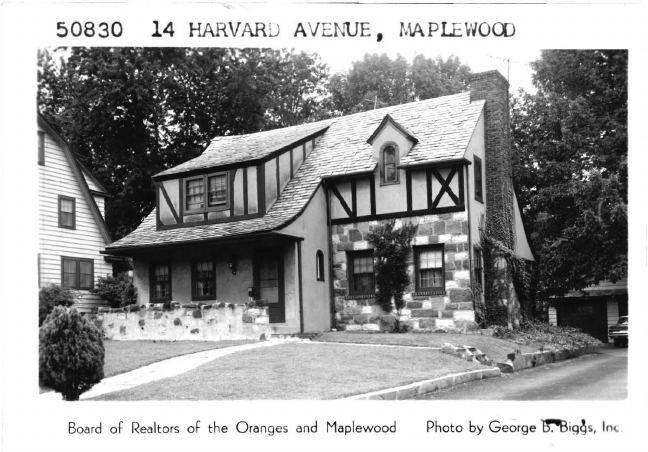 50830 14 HARVARD AVENUE, MAPLEWOOD
Board of Realtors of the Oranges and Maplewood Photo by George B. Biggs, Inc.